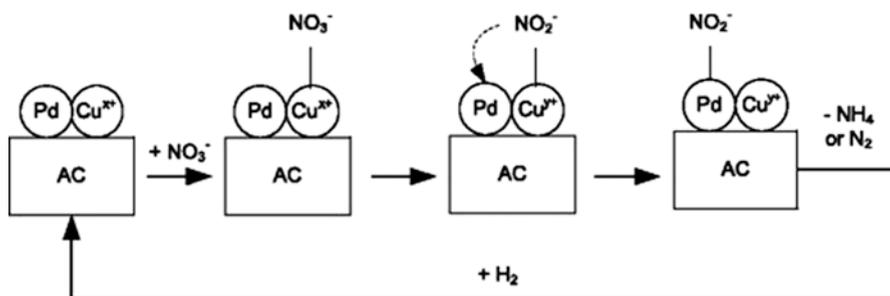 NO₃⁻ NO₂⁻ NO₂⁻
Pd Cuˣ⁺ Pd Cuˣ⁺ Pd Cuʸ⁺ Pd Cuʸ⁺
- NH₄
or N₂
+ NO₃⁻
AC AC AC AC
+ H₂